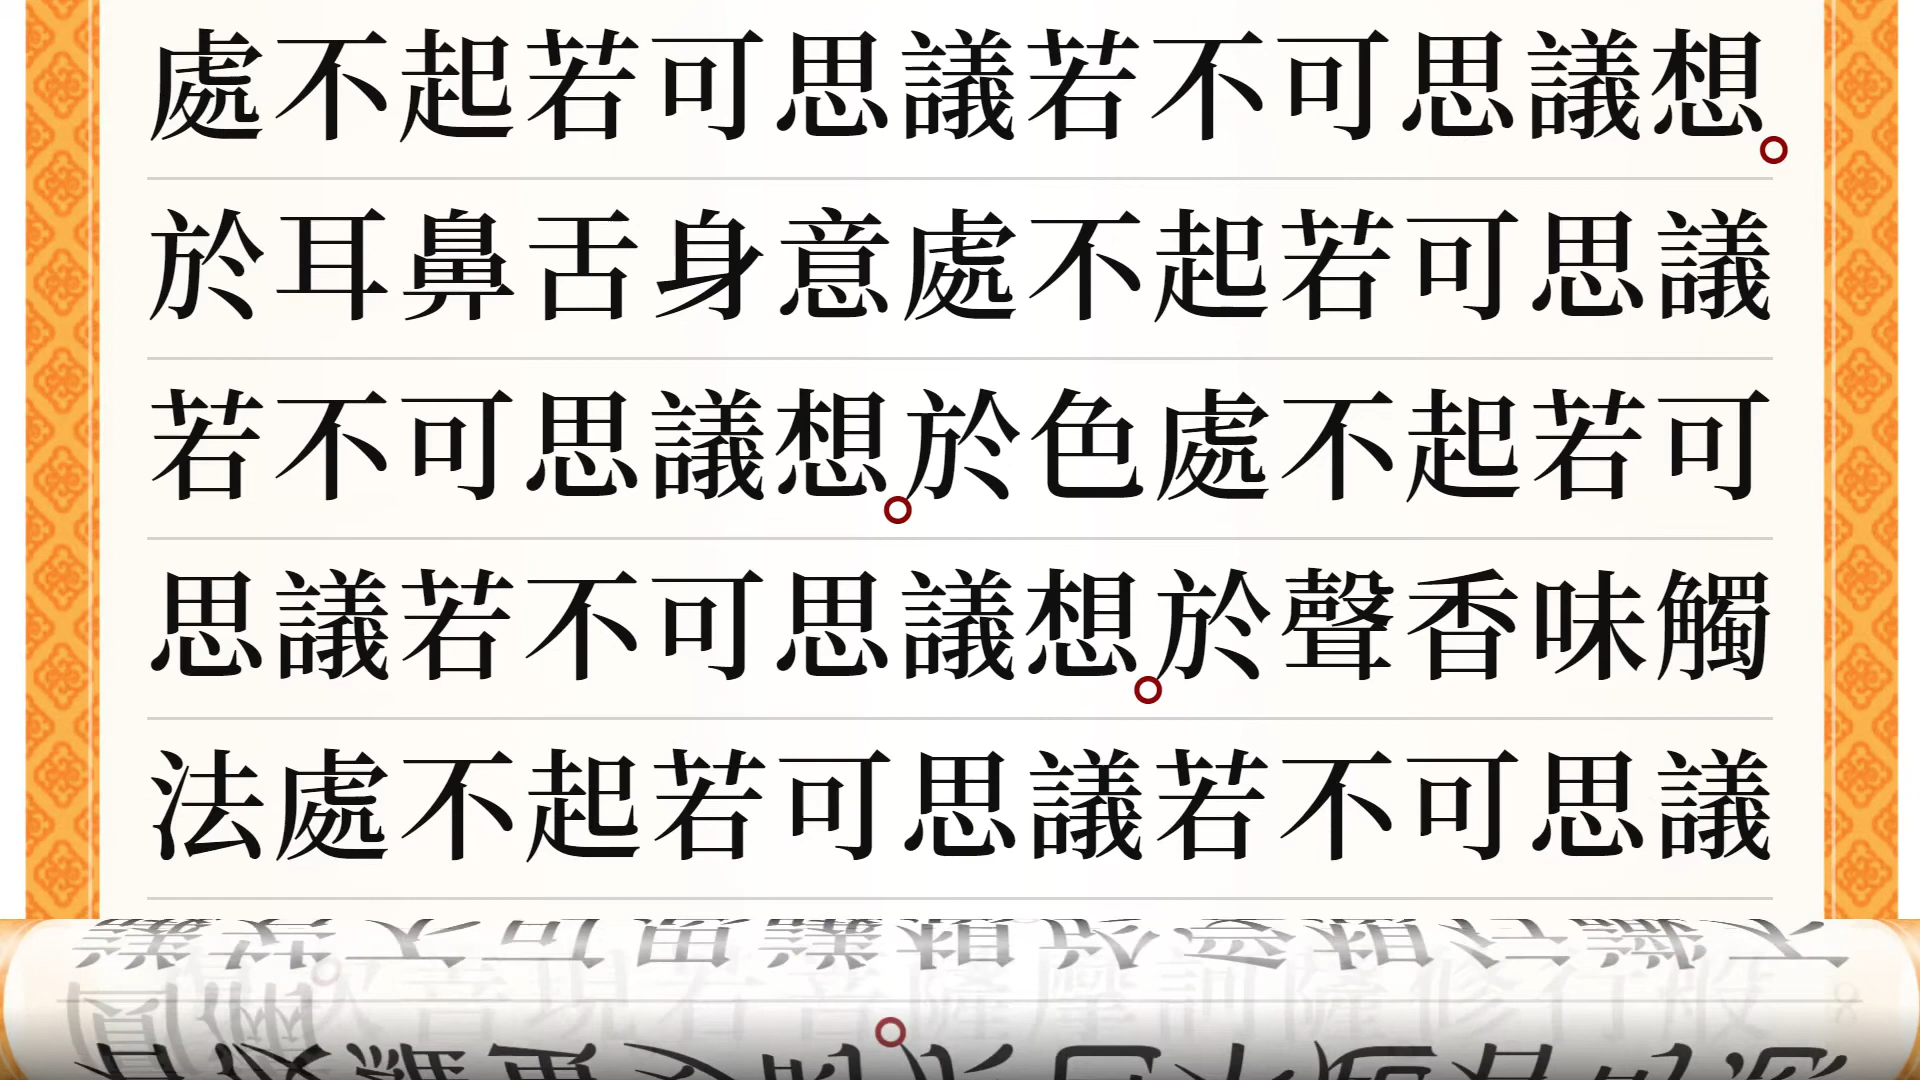 處不起若可思議若不可思議想。
於耳鼻舌身意處不起若可思議
若不可思議想。於色處不起若可
思議若不可思議想。於聲香味觸
法處不起若可思議若不可思議